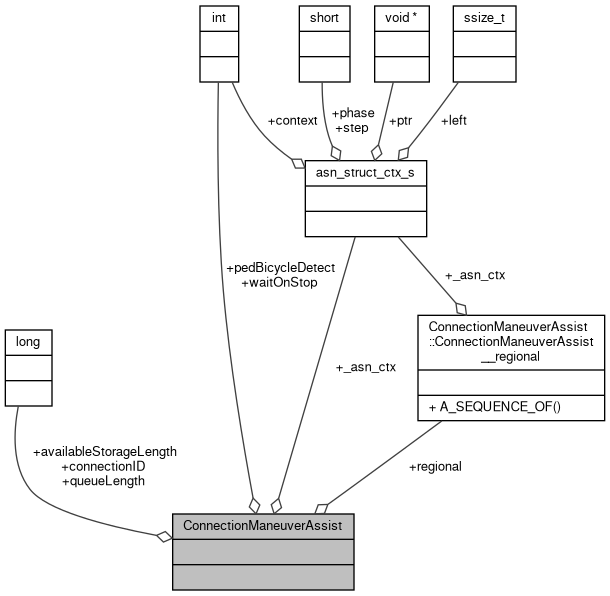 int
short
void *
ssize_t
+context
+phase
+step
+ptr
+left
asn_struct_ctx_s
+pedBicycleDetect
+waitOnStop
+_asn_ctx
ConnectionManeuverAssist
::ConnectionManeuverAssist
__regional
+ A_SEQUENCE_OF()
long
+_asn_ctx
+availableStorageLength
+connectionID
+queueLength
+regional
ConnectionManeuverAssist